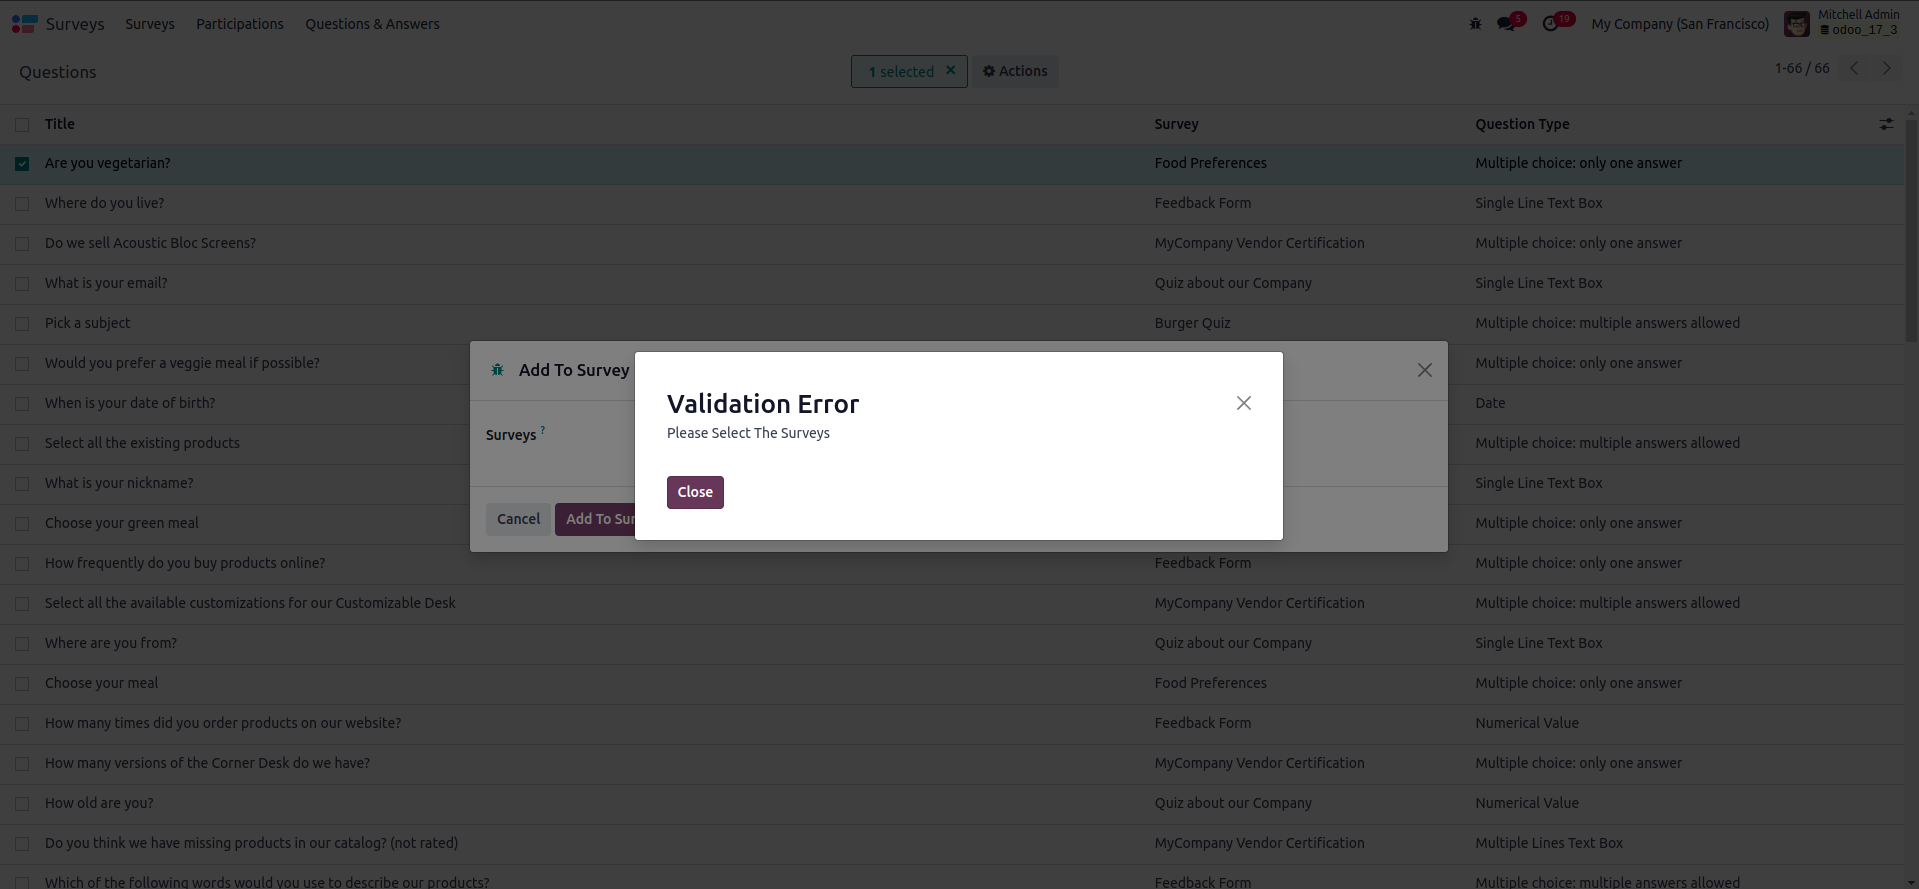 Surveys Surveys Participations Questions & Answers 5 19 My Company (San Francisco) Mitchell Admin
odoo_17_3
Questions 1 selected × Actions 1-66 / 66
Title Survey Question Type
Are you vegetarian? Food Preferences Multiple choice: only one answer
Where do you live? Feedback Form Single Line Text Box
Do we sell Acoustic Bloc Screens? MyCompany Vendor Certification Multiple choice: only one answer
What is your email? Quiz about our Company Single Line Text Box
Pick a subject Burger Quiz Multiple choice: multiple answers allowed
Would you prefer a veggie meal if possible? Multiple choice: only one answer
When is your date of birth? Date
Select all the existing products Multiple choice: multiple answers allowed
What is your nickname? Single Line Text Box
Choose your green meal Multiple choice: only one answer
How frequently do you buy products online? Feedback Form Multiple choice: only one answer
Select all the available customizations for our Customizable Desk MyCompany Vendor Certification Multiple choice: multiple answers allowed
Where are you from? Quiz about our Company Single Line Text Box
Choose your meal Food Preferences Multiple choice: only one answer
How many times did you order products on our website? Feedback Form Numerical Value
How many versions of the Corner Desk do we have? MyCompany Vendor Certification Multiple choice: only one answer
How old are you? Quiz about our Company Numerical Value
Do you think we have missing products in our catalog? (not rated) MyCompany Vendor Certification Multiple Lines Text Box
Which of the following words would you use to describe our products? Feedback Form Multiple choice: multiple answers allowed
Add To Survey
Surveys ?
Cancel Add To Sur
Validation Error
Please Select The Surveys
Close